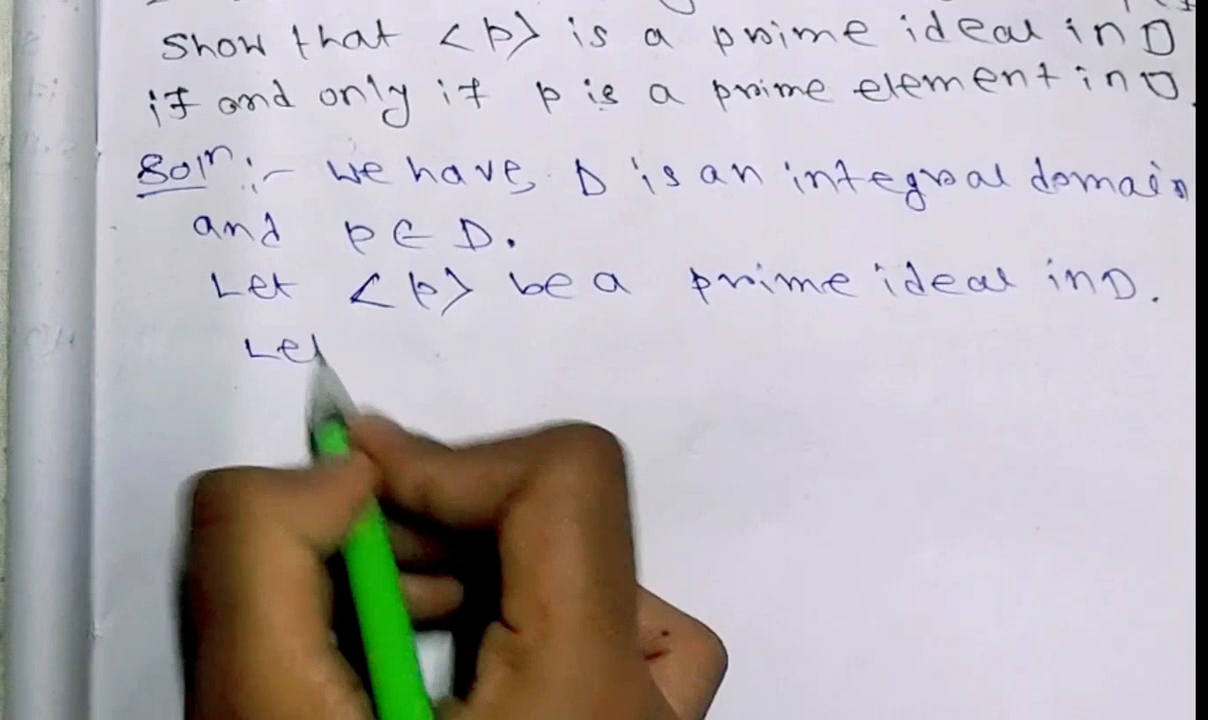 Show that <p> is a prime ideal in D
if and only if p is a prime element in D.
Soln :- We have, D is an integral domain
and p ∈ D.
Let <p> be a prime ideal in D.
Let